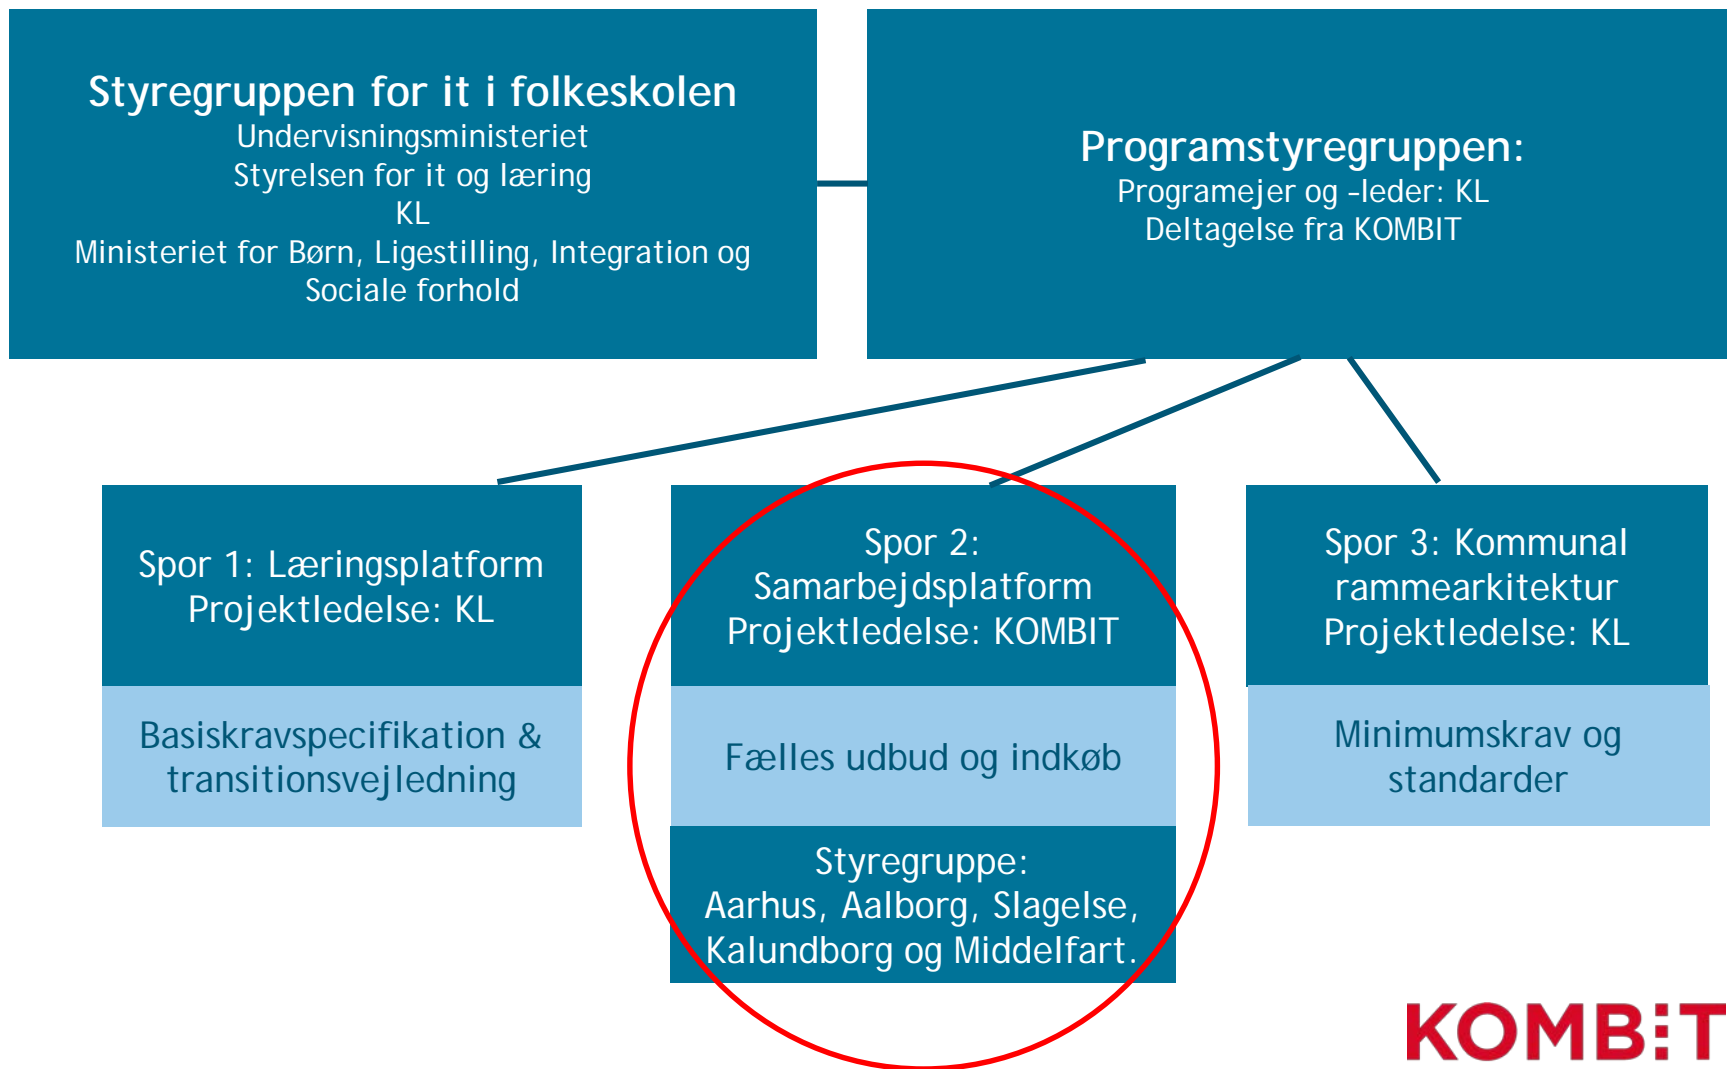 Styregruppen for it i folkeskolen
Undervisningsministeriet
Styrelsen for it og læring
KL
Ministeriet for Børn, Ligestilling, Integration og
Sociale forhold
Programstyregruppen:
Programejer og -leder: KL
Deltagelse fra KOMBIT
Spor 1: Læringsplatform
Projektledelse: KL
Basiskravspecifikation &
transitionsvejledning
Spor 2:
Samarbejdsplatform
Projektledelse: KOMBIT
Fælles udbud og indkøb
Styregruppe:
Aarhus, Aalborg, Slagelse,
Kalundborg og Middelfart.
Spor 3: Kommunal
rammearkitektur
Projektledelse: KL
Minimumskrav og
standarder
KOMBIT